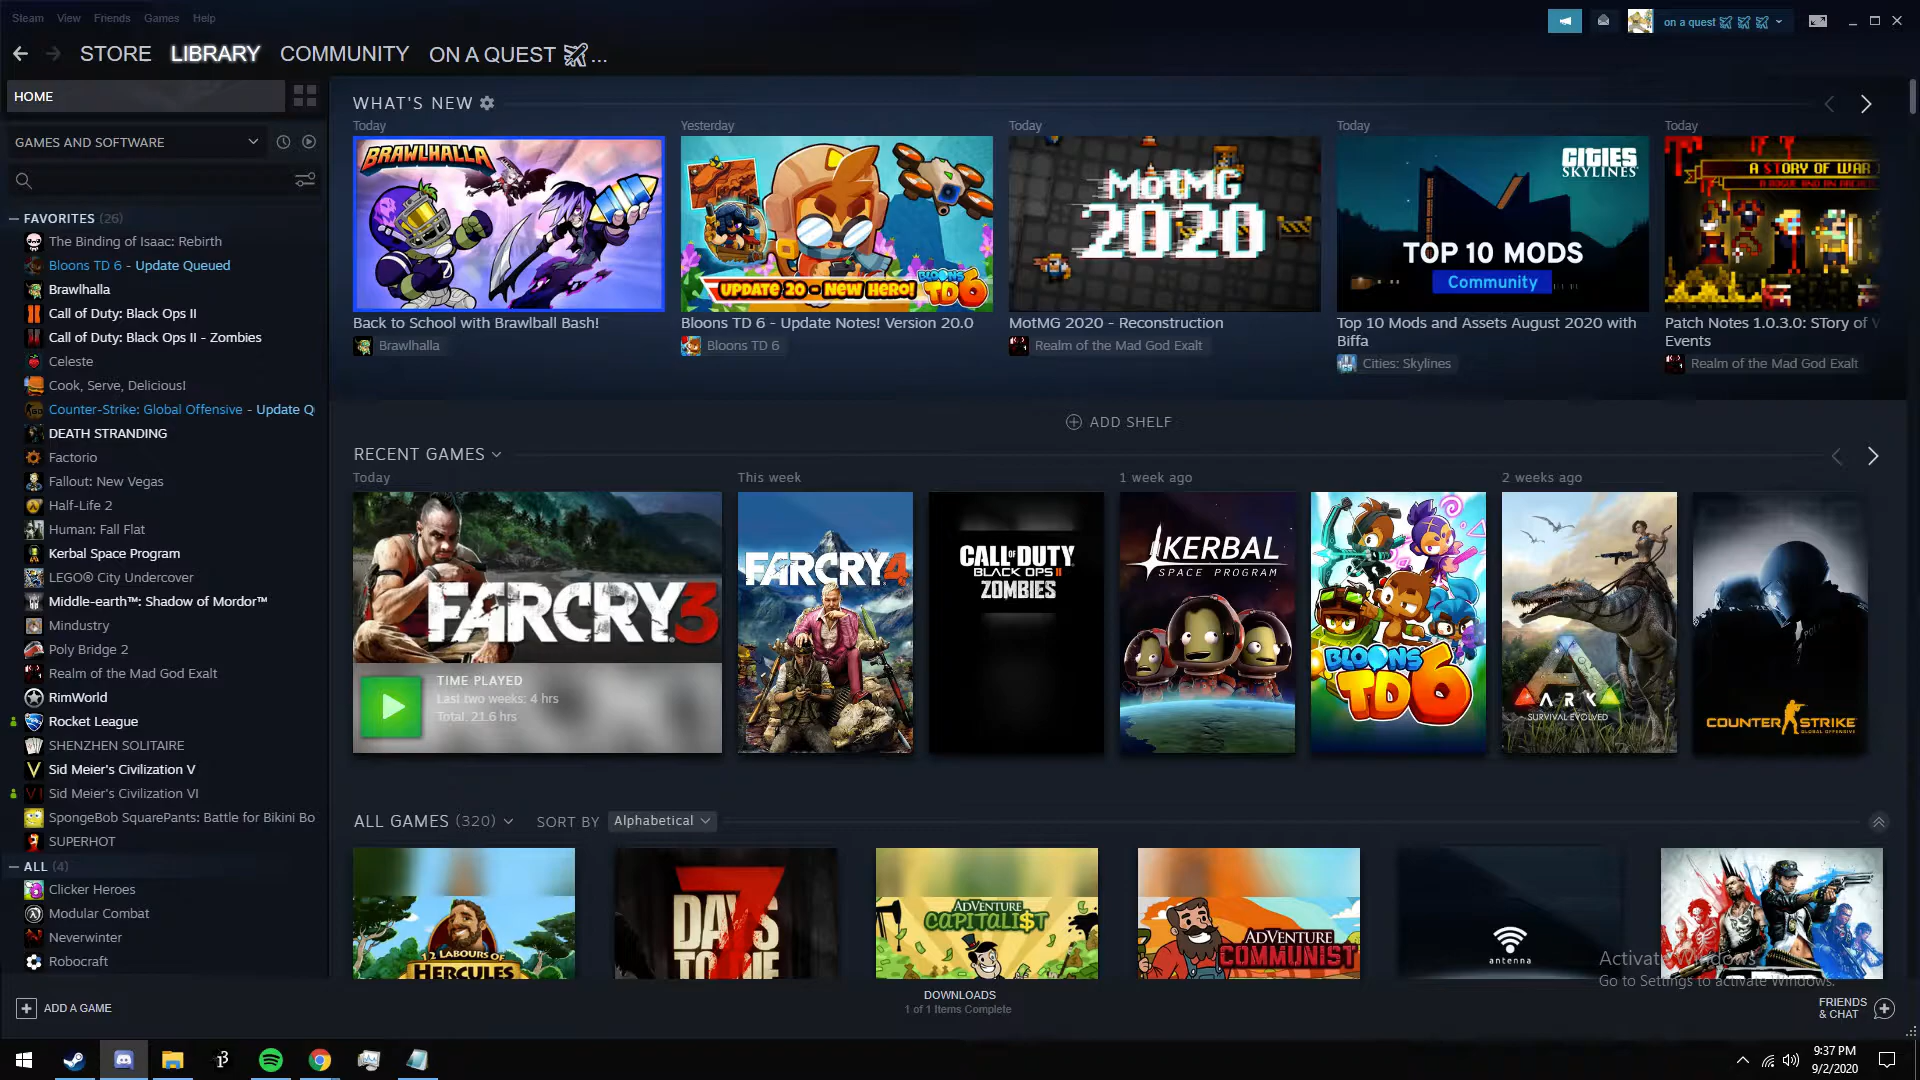 Steam View Friends Games Help
on a quest
STORE LIBRARY COMMUNITY ON A QUEST ...
HOME
GAMES AND SOFTWARE
FAVORITES (26)
The Binding of Isaac: Rebirth
Bloons TD 6 - Update Queued
Brawlhalla
Call of Duty: Black Ops II
Call of Duty: Black Ops II - Zombies
Celeste
Cook, Serve, Delicious!
Counter-Strike: Global Offensive - Update Q
DEATH STRANDING
Factorio
Fallout: New Vegas
Half-Life 2
Human: Fall Flat
Kerbal Space Program
LEGO® City Undercover
Middle-earth™: Shadow of Mordor™
Mindustry
Poly Bridge 2
Realm of the Mad God Exalt
RimWorld
Rocket League
SHENZHEN SOLITAIRE
Sid Meier's Civilization V
Sid Meier's Civilization VI
SpongeBob SquarePants: Battle for Bikini Bo
SUPERHOT
ALL (4)
Clicker Heroes
Modular Combat
Neverwinter
Robocraft
ADD A GAME
WHAT'S NEW
Today
BRAWLHALLA
Back to School with Brawlball Bash!
Brawlhalla
Yesterday
UPDATE 20 - NEW HERO!
BLOONS TD6
Bloons TD 6 - Update Notes! Version 20.0
Bloons TD 6
Today
MotMG
2020
MotMG 2020 - Reconstruction
Realm of the Mad God Exalt
Today
CITIES
SKYLINES
TOP 10 MODS
Community
Top 10 Mods and Assets August 2020 with
Biffa
Cities: Skylines
Today
A STORY OF WAR
Patch Notes 1.0.3.0: STory of
Events
Realm of the Mad God Exalt
ADD SHELF
RECENT GAMES
Today
FARCRY 3
TIME PLAYED
Last two weeks: 4 hrs
Total: 21.6 hrs
This week
FARCRY 4
CALL OF DUTY
BLACK OPS II
ZOMBIES
1 week ago
KERBAL
SPACE PROGRAM
BLOONS
TD6
2 weeks ago
ARK
SURVIVAL EVOLVED
POLI
COUNTER STRIKE
GLOBAL OFFENSIVE
ALL GAMES (320) SORT BY Alphabetical
12 LABOURS OF
HERCULES
7
DAYS
TO DIE
ADVENTURE
CAPITALI$T
ADVENTURE
COMMUNIST
antenna
Activate Windows
Go to Settings to activate Windows.
DOWNLOADS
1 of 1 Items Complete
FRIENDS
& CHAT
9:37 PM
9/2/2020